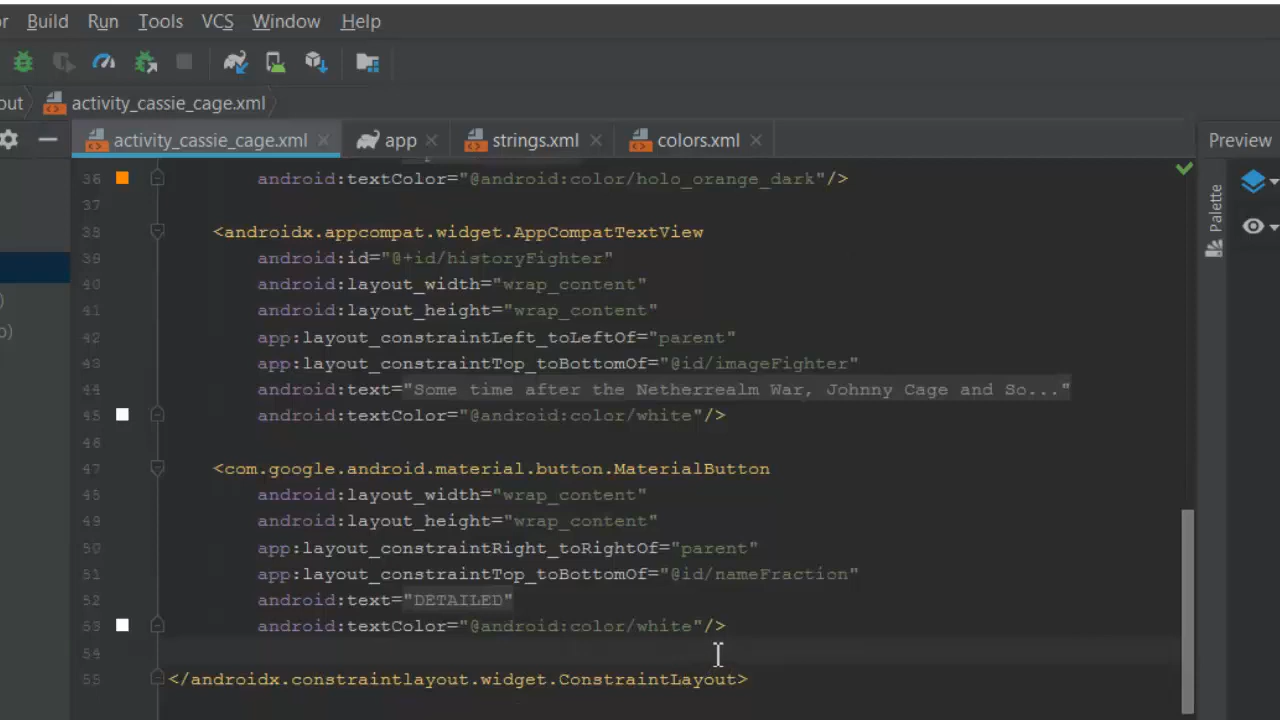 r Build Run Tools VCS Window Help
out activity_cassie_cage.xml
activity_cassie_cage.xml app strings.xml colors.xml Preview
Palette
36 android:textColor="@android:color/holo_orange_dark"/>
37
38 <androidx.appcompat.widget.AppCompatTextView
39 android:id="@+id/historyFighter"
40 android:layout_width="wrap_content"
41 android:layout_height="wrap_content"
42 app:layout_constraintLeft_toLeftOf="parent"
43 app:layout_constraintTop_toBottomOf="@id/imageFighter"
44 android:text="Some time after the Netherrealm War, Johnny Cage and So..."
45 android:textColor="@android:color/white"/>
46
47 <com.google.android.material.button.MaterialButton
48 android:layout_width="wrap_content"
49 android:layout_height="wrap_content"
50 app:layout_constraintRight_toRightOf="parent"
51 app:layout_constraintTop_toBottomOf="@id/nameFraction"
52 android:text="DETAILED"
53 android:textColor="@android:color/white"/>
54
55 </androidx.constraintlayout.widget.ConstraintLayout>